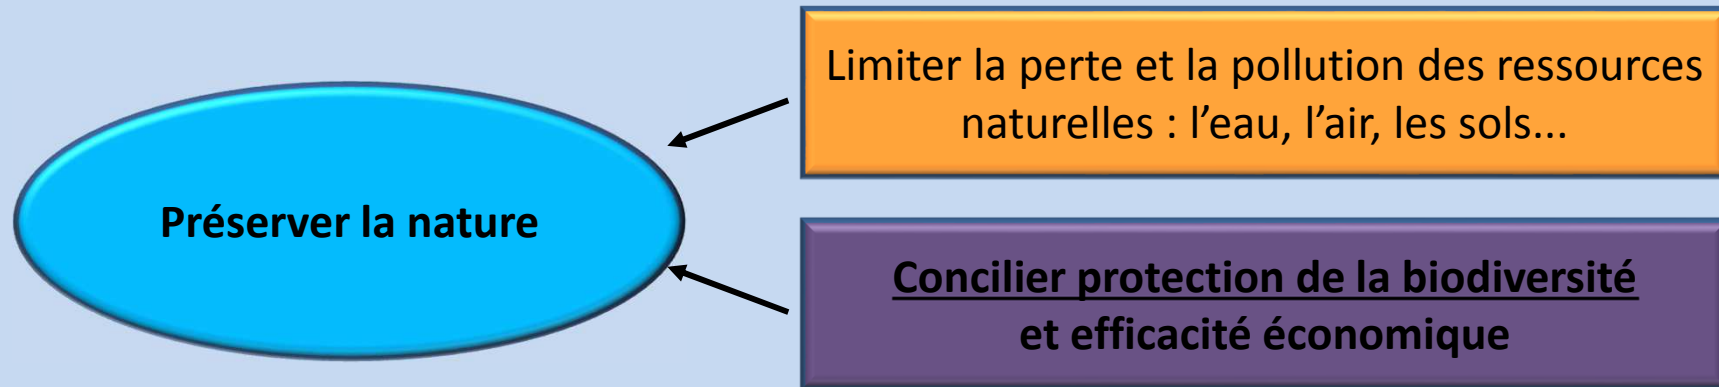 Limiter la perte et la pollution des ressources
naturelles : l’eau, l’air, les sols...
Préserver la nature
Concilier protection de la biodiversité
et efficacité économique